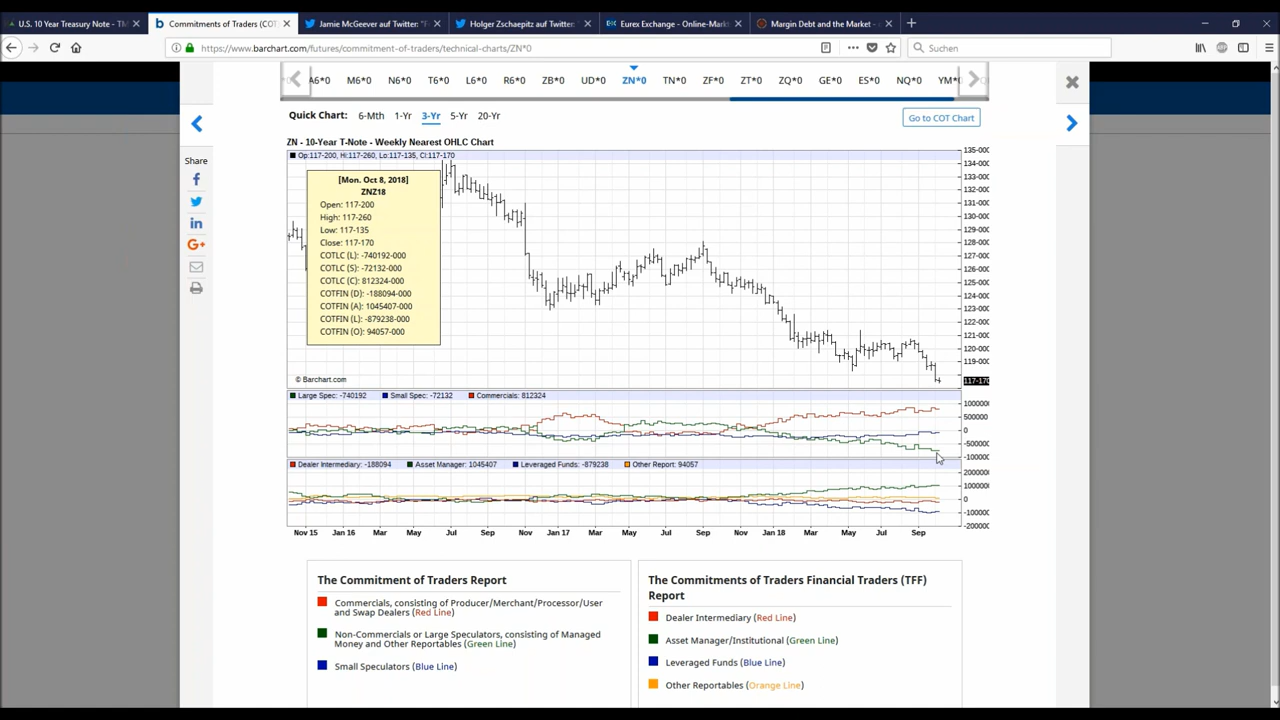 U.S. 10 Year Treasury Note - TM
Commitments of Traders (COT
Jamie McGeever auf Twitter: "F
Holger Zschaepitz auf Twitter:
Eurex Exchange - Online-Mark
Margin Debt and the Market -
https://www.barchart.com/futures/commitment-of-traders/technical-charts/ZN*0
Suchen
A6*0 M6*0 N6*0 T6*0 L6*0 R6*0 ZB*0 UD*0 ZN*0 TN*0 ZF*0 ZT*0 ZQ*0 GE*0 ES*0 NQ*0 YM*0
Quick Chart: 6-Mth 1-Yr 3-Yr 5-Yr 20-Yr
Go to COT Chart
ZN - 10-Year T-Note - Weekly Nearest OHLC Chart
Op:117-200, Hi:117-260, Lo:117-135, Cl:117-170
Share
[Mon. Oct 8, 2018]
ZNZ18
Open: 117-200
High: 117-260
Low: 117-135
Close: 117-170
COTLC (L): -740192-000
COTLC (S): -72132-000
COTLC (C): 812324-000
COTFIN (D): -188094-000
COTFIN (A): 1045407-000
COTFIN (L): -879238-000
COTFIN (O): 94057-000
135-000
134-000
133-000
132-000
131-000
130-000
129-000
128-000
127-000
126-000
125-000
124-000
123-000
122-000
121-000
120-000
119-000
117-170
© Barchart.com
Large Spec: -740192 Small Spec: -72132 Commercials: 812324
1000000
500000
0
-500000
-100000
Dealer Intermediary: -188094 Asset Manager: 1045407 Leveraged Funds: -879238 Other Report: 94057
2000000
1000000
0
-1000000
-200000
Nov 15 Jan 16 Mar May Jul Sep Nov Jan 17 Mar May Jul Sep Nov Jan 18 Mar May Jul Sep
The Commitment of Traders Report
Commercials, consisting of Producer/Merchant/Processor/User
and Swap Dealers (Red Line)
Non-Commercials or Large Speculators, consisting of Managed
Money and Other Reportables (Green Line)
Small Speculators (Blue Line)
The Commitments of Traders Financial Traders (TFF)
Report
Dealer Intermediary (Red Line)
Asset Manager/Institutional (Green Line)
Leveraged Funds (Blue Line)
Other Reportables (Orange Line)